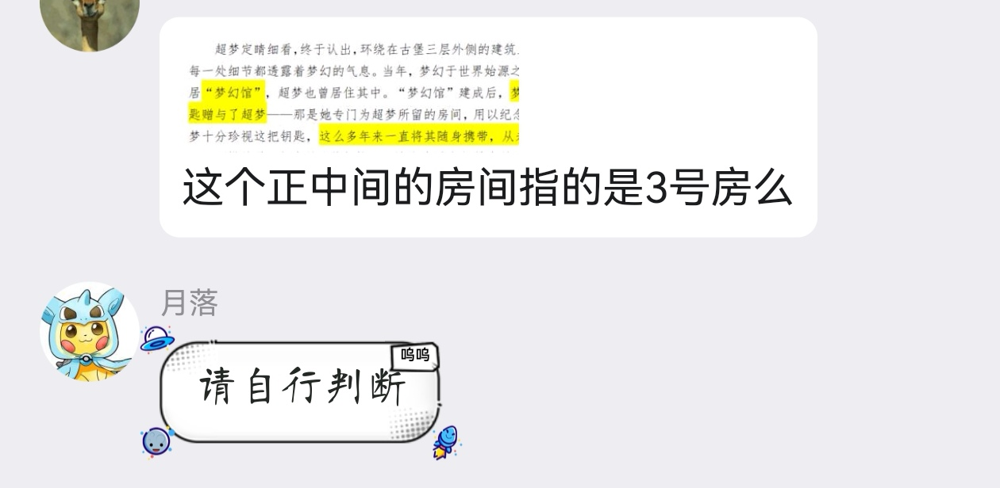 超梦定睛细看,终于认出,环绕在古堡三层外侧的建筑
每一处细节都透露着梦幻的气息。当年,梦幻于世界始源之
居“梦幻馆”,超梦也曾居住其中。“梦幻馆”建成后,梦
匙赠与了超梦——那是她专门为超梦所留的房间,用以纪念
梦十分珍视这把钥匙,这么多年来一直将其随身携带,从
这个正中间的房间指的是3号房么
月落
呜呜
请自行判断